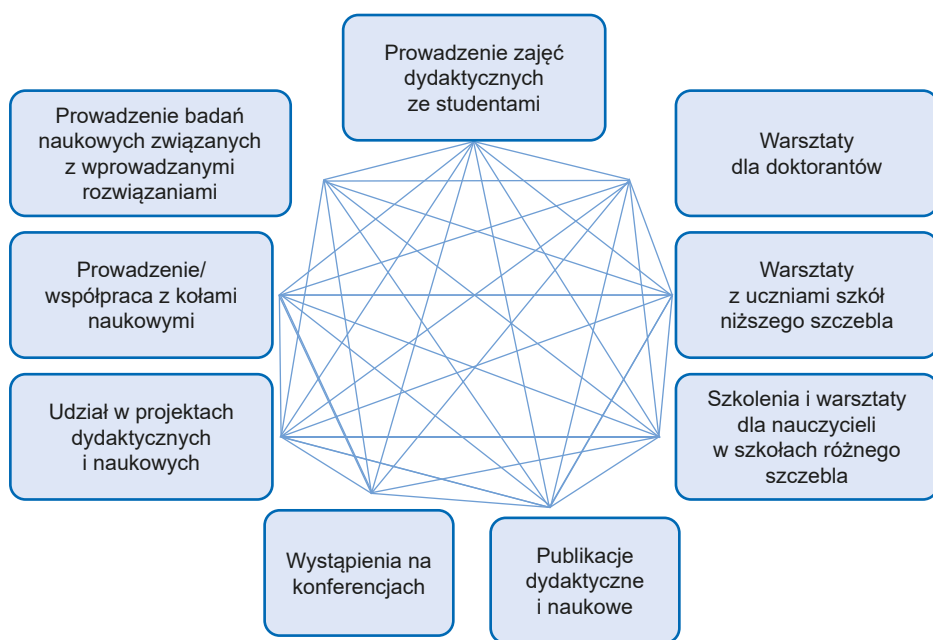 Prowadzenie zajęć
dydaktycznych
ze studentami
Prowadzenie badań
naukowych związanych
z wprowadzanymi
rozwiązaniami
Warsztaty
dla doktorantów
Prowadzenie/
współpraca z kołami
naukowymi
Warsztaty
z uczniami szkół
niższego szczebla
Udział w projektach
dydaktycznych
i naukowych
Szkolenia i warsztaty
dla nauczycieli
w szkołach różnego
szczebla
Wystąpienia na
konferencjach
Publikacje
dydaktyczne
i naukowe